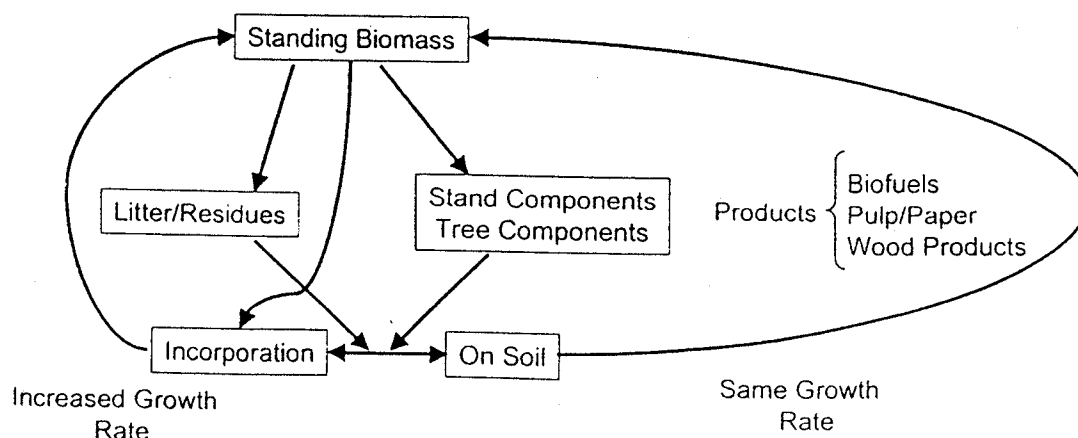 Standing Biomass
Litter/Residues
Stand Components
Tree Components
Products
Biofuels
Pulp/Paper
Wood Products
Incorporation
On Soil
Increased Growth
Rate
Same Growth
Rate